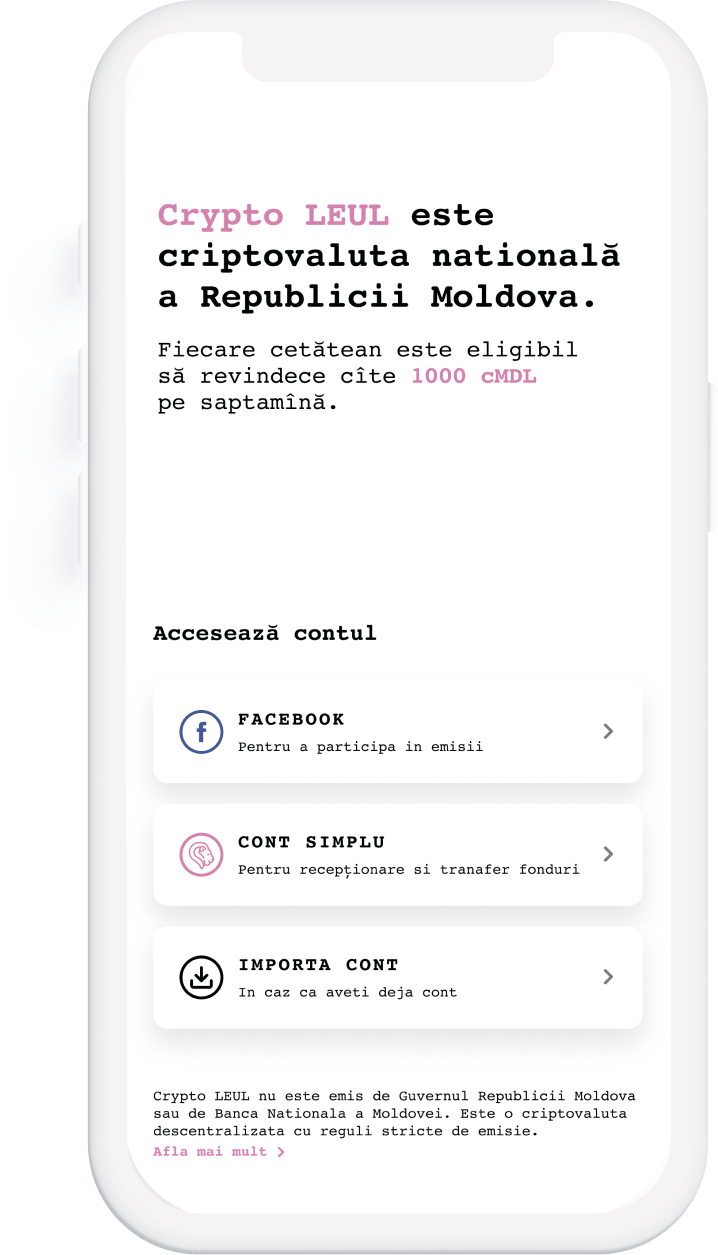 Crypto LEUL este
criptovaluta natională
a Republicii Moldova.
Fiecare cetătean este eligibil
să revindece cîte 1000 cMDL
pe saptamînă.
Accesează contul
f
FACEBOOK
Pentru a participa in emisii
CONT SIMPLU
Pentru recepționare si tranafer fonduri
IMPORTA CONT
In caz ca aveti deja cont
Crypto LEUL nu este emis de Guvernul Republicii Moldova
sau de Banca Nationala a Moldovei. Este o criptovaluta
descentralizata cu reguli stricte de emisie.
Afla mai mult >